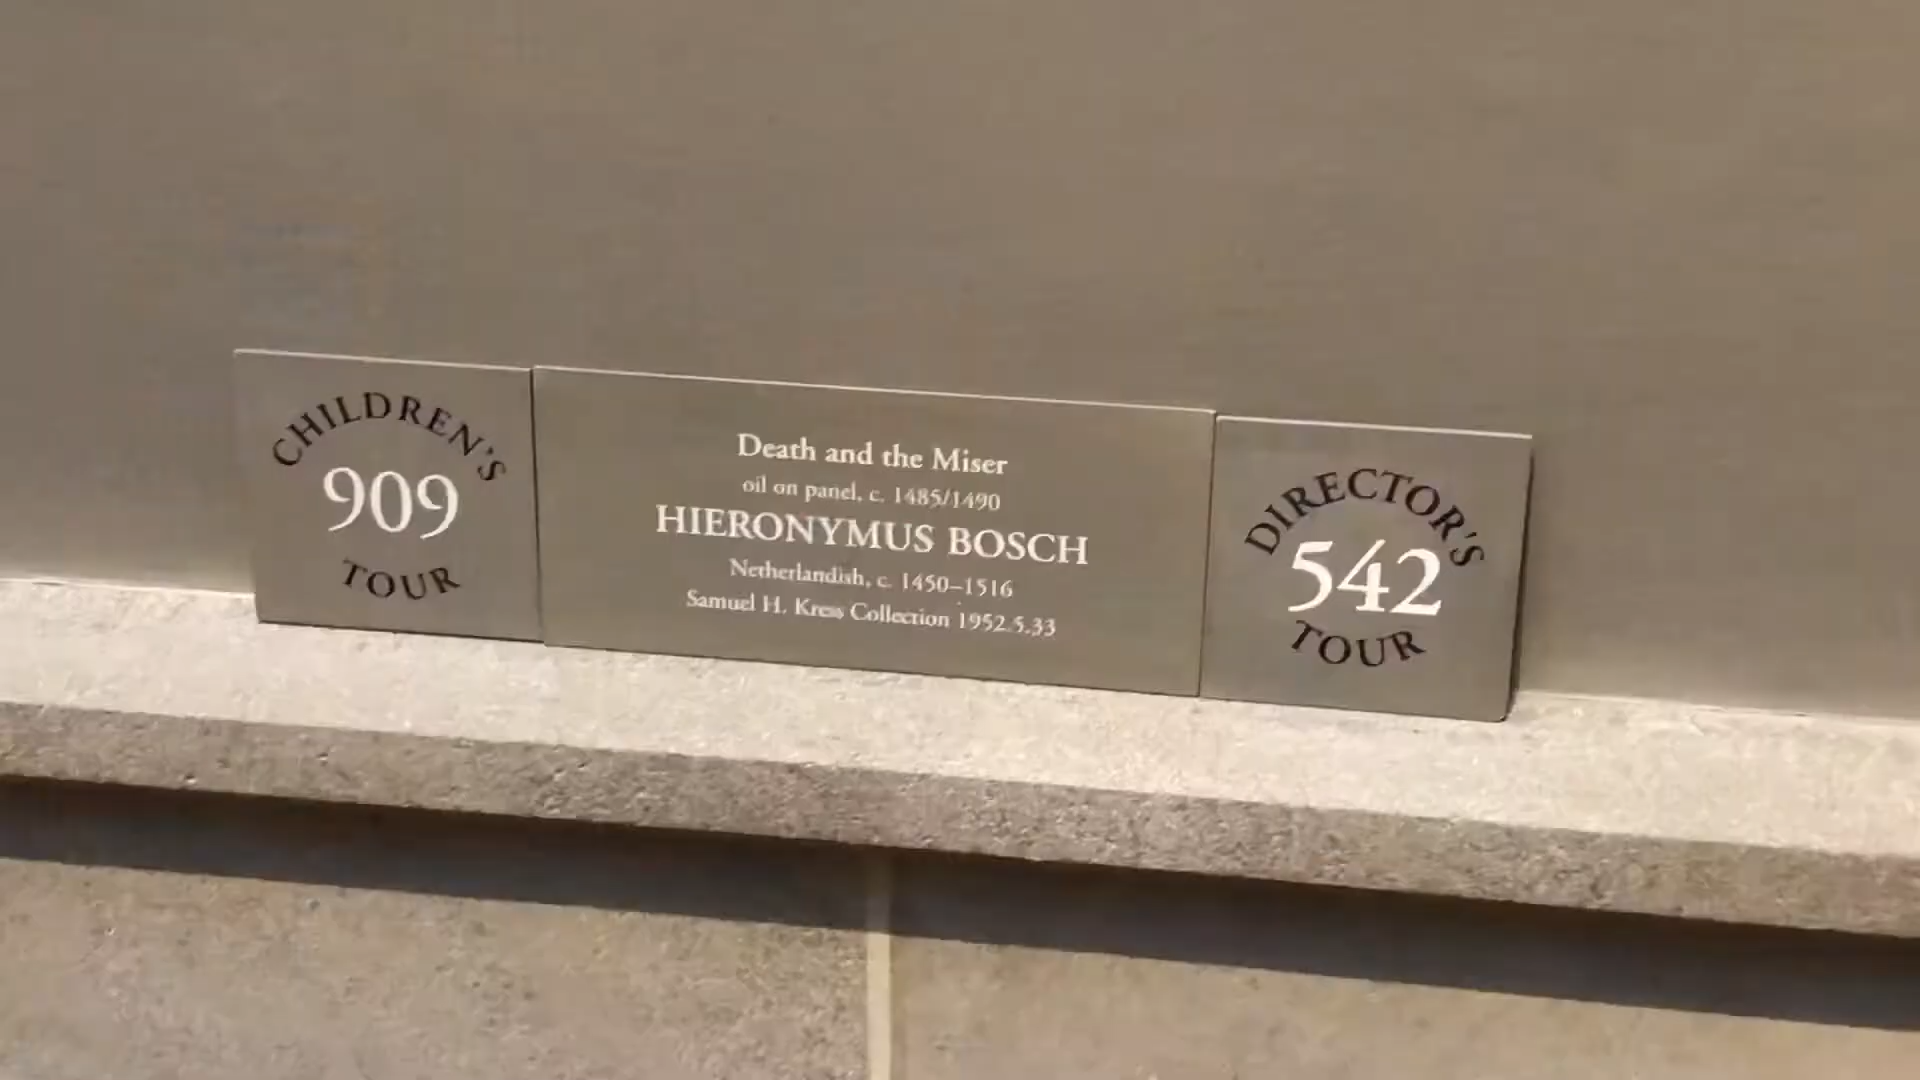 CHILDREN'S
909
TOUR
Death and the Miser
oil on panel, c. 1485/1490
HIERONYMUS BOSCH
Netherlandish, c. 1450–1516
Samuel H. Kress Collection 1952.5.33
DIRECTOR'S
542
TOUR